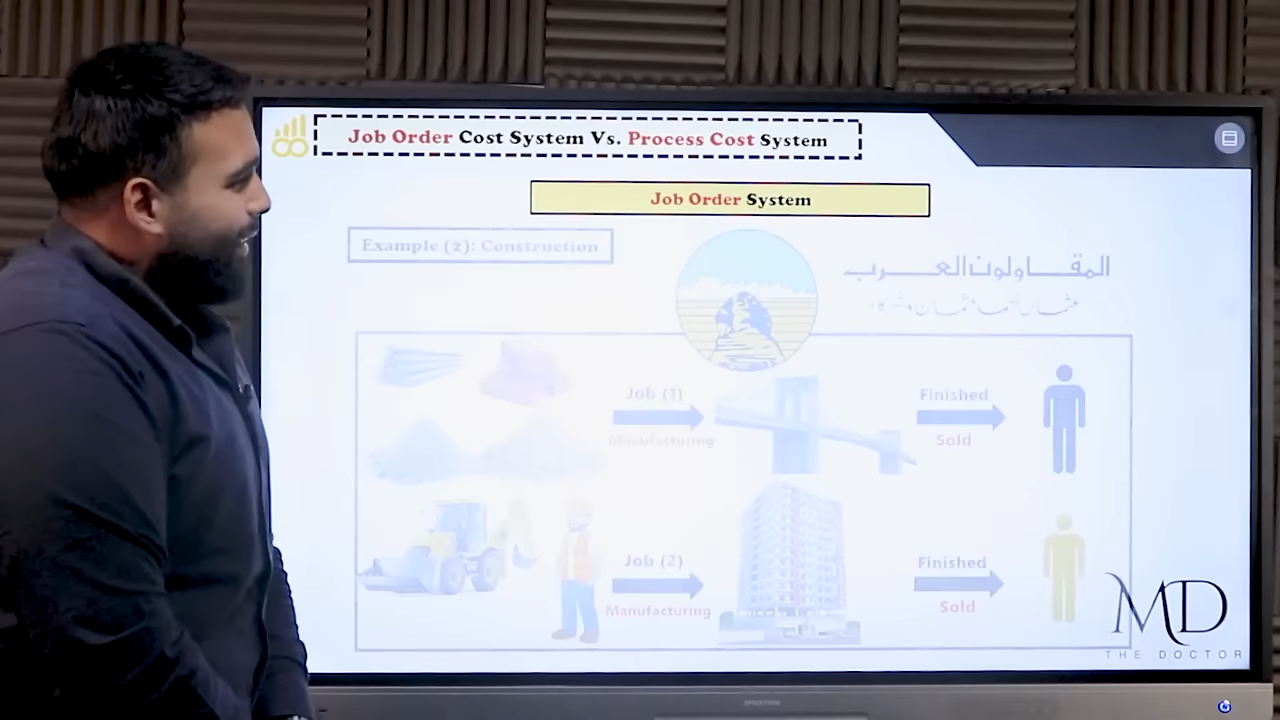 Job Order Cost System Vs. Process Cost System
Job Order System
Example (2): Construction
المقاولون العرب
عثمان أحمد عثمان وشركاه
Job (1)
Manufacturing
Finished
Sold
Job (2)
Manufacturing
Finished
Sold
MD
THE DOCTOR